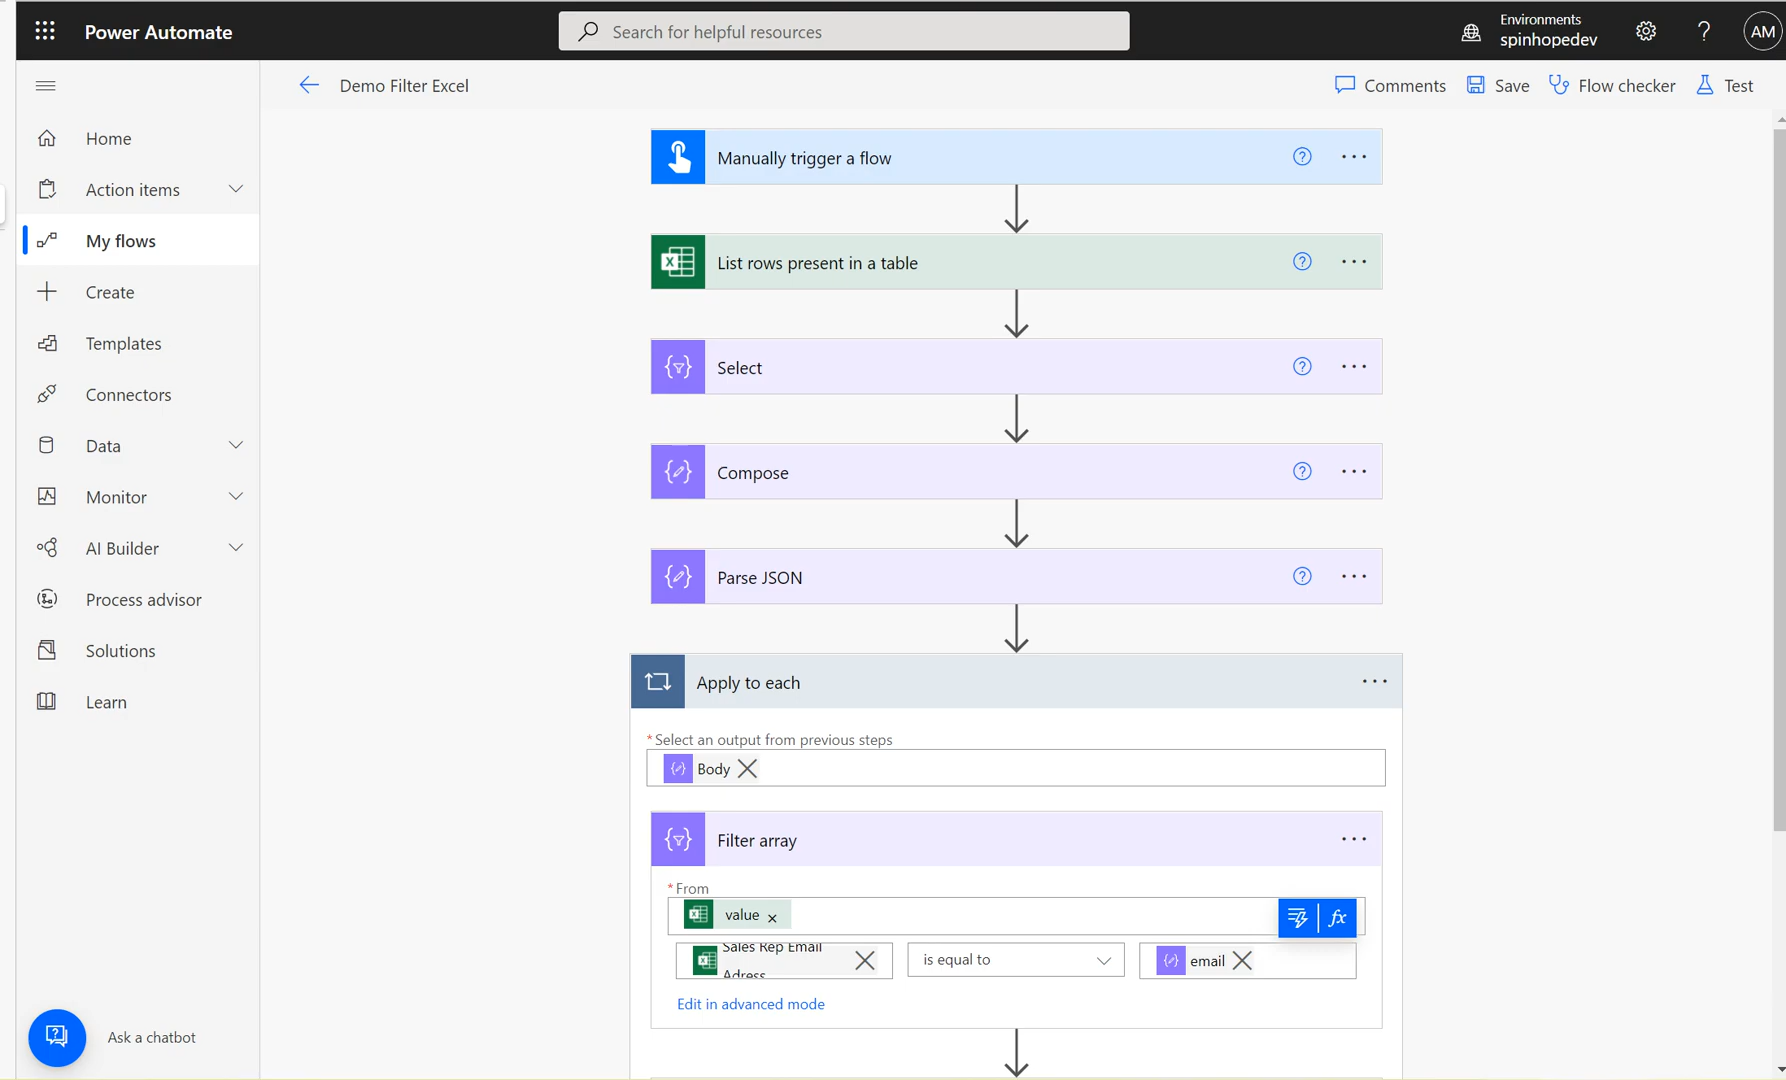 Power Automate
Search for helpful resources
Environments
spinhopedev
?
AM
Demo Filter Excel
Comments
Save
Flow checker
Test
Home
Action items
My flows
Create
Templates
Connectors
Data
Monitor
AI Builder
Process advisor
Solutions
Learn
Ask a chatbot
Manually trigger a flow
List rows present in a table
Select
Compose
Parse JSON
Apply to each
* Select an output from previous steps
Body
Filter array
* From
value
fx
Sales Rep Email
Adress
is equal to
email
Edit in advanced mode